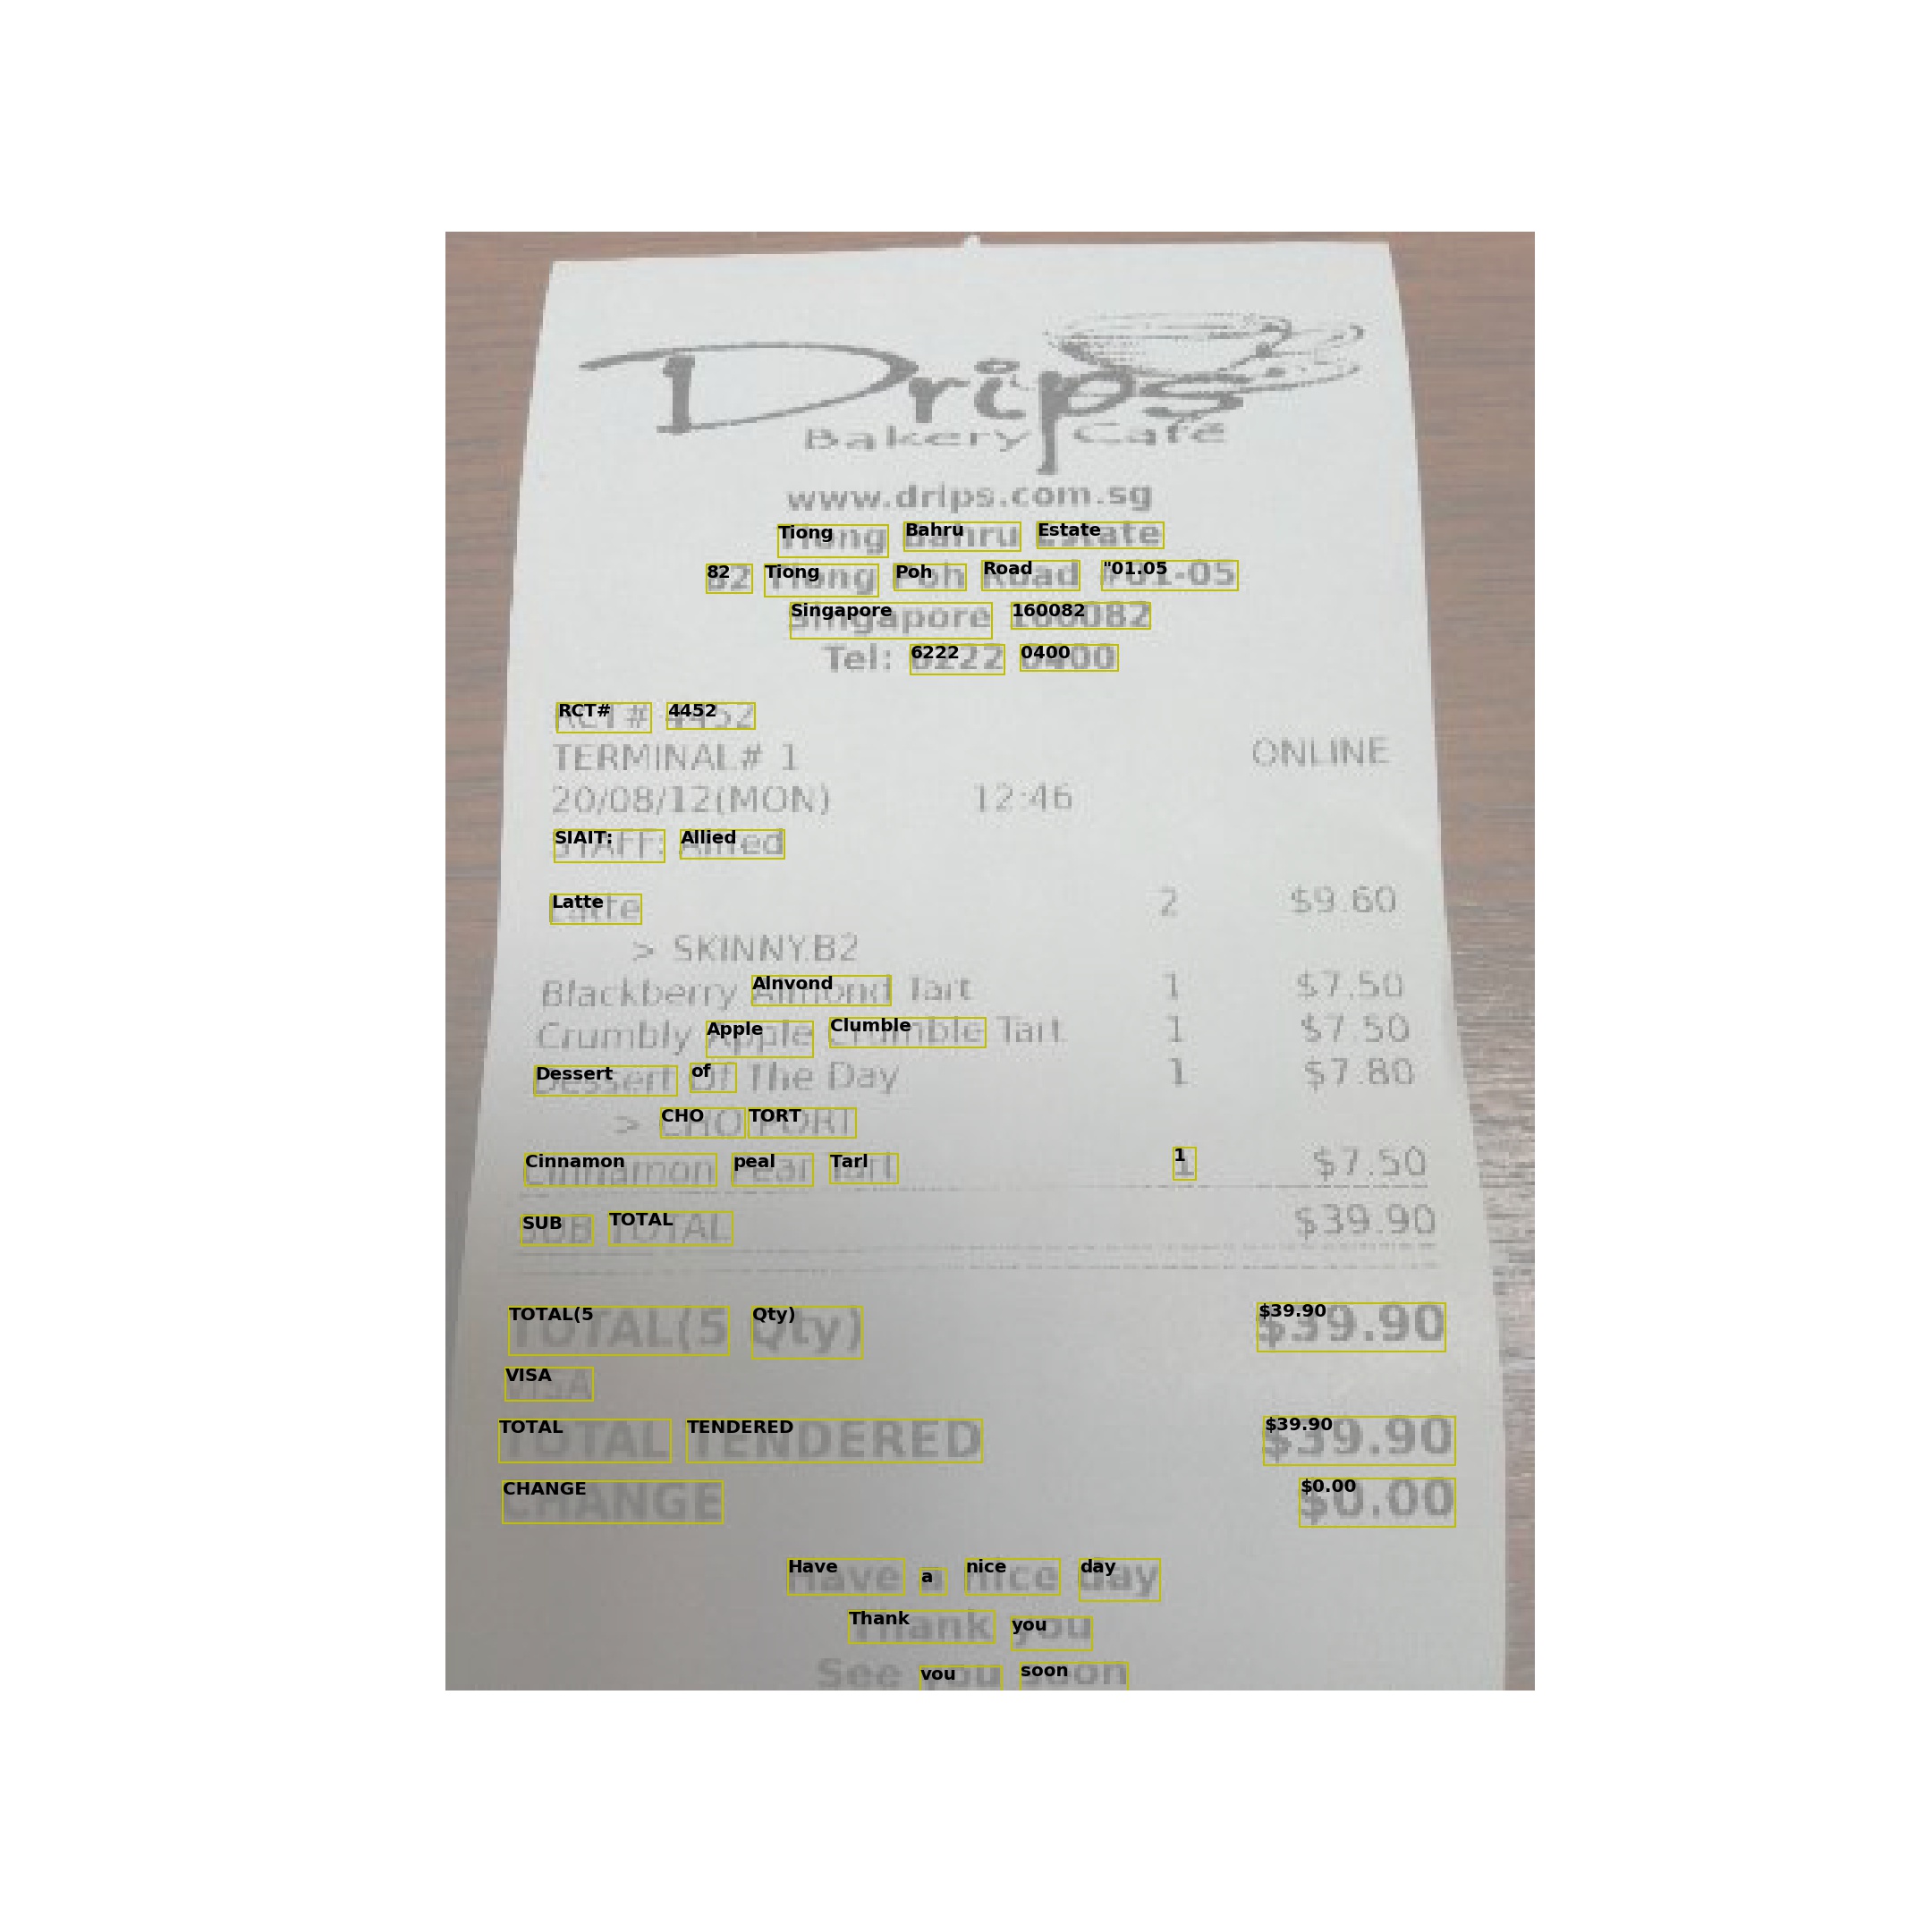 Drips
Bakery Café
www.drips.com.sg
Tiong Bahru Estate
82 Tiong Poh Road #01-05
Singapore 160082
Tel: 6222 0400
RCT# 4452
TERMINAL# 1 ONLINE
20/08/12(MON) 12:46
STAFF: Alfred
Latte 2 $9.60
> SKINNY.B2
Blackberry Almond Tart 1 $7.50
Crumbly Apple Crumble Tart 1 $7.50
Dessert Of The Day 1 $7.80
> CHO TORT
Cinnamon Pear Tart 1 $7.50
SUB TOTAL $39.90
TOTAL(5 Qty) $39.90
VISA
TOTAL TENDERED $39.90
CHANGE $0.00
Have a nice day
Thank you
See you soon